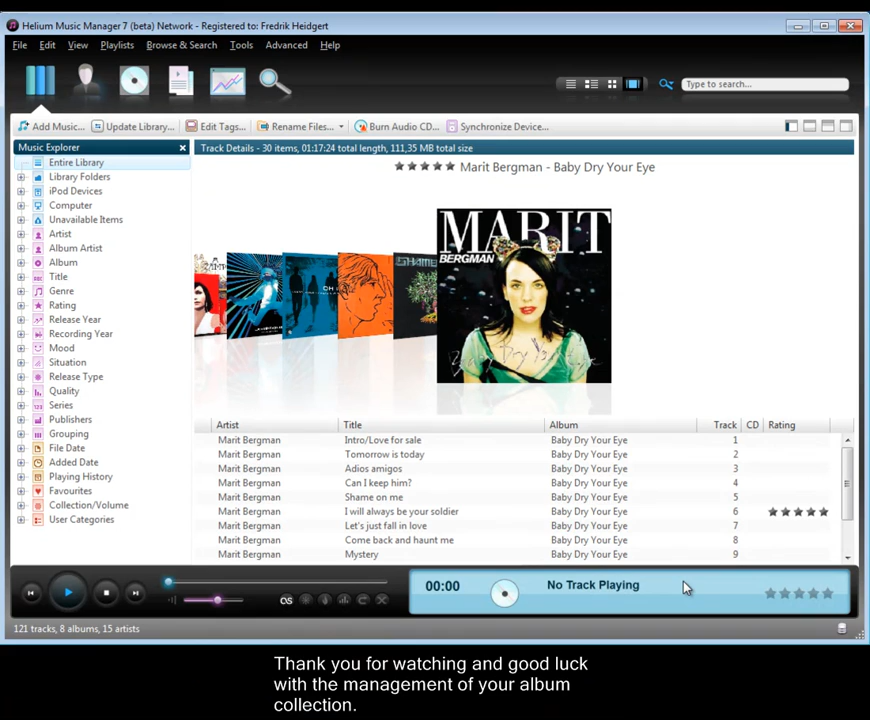 Helium Music Manager 7 (beta) Network - Registered to: Fredrik Heidgert
File Edit View Playlists Browse & Search Tools Advanced Help
Type to search...
Add Music... Update Library... Edit Tags... Rename Files... Burn Audio CD... Synchronize Device...
Music Explorer
Track Details - 30 items, 01:17:24 total length, 111,35 MB total size
Entire Library
Library Folders
iPod Devices
Computer
Unavailable Items
Artist
Album Artist
Album
Title
Genre
Rating
Release Year
Recording Year
Mood
Situation
Release Type
Quality
Series
Publishers
Grouping
File Date
Added Date
Playing History
Favourites
Collection/Volume
User Categories
Marit Bergman - Baby Dry Your Eye
MARIT
BERGMAN
Baby Dry Your Eye
Artist Title Album Track CD Rating
Marit Bergman Intro/Love for sale Baby Dry Your Eye 1
Marit Bergman Tomorrow is today Baby Dry Your Eye 2
Marit Bergman Adios amigos Baby Dry Your Eye 3
Marit Bergman Can I keep him? Baby Dry Your Eye 4
Marit Bergman Shame on me Baby Dry Your Eye 5
Marit Bergman I will always be your soldier Baby Dry Your Eye 6
Marit Bergman Let's just fall in love Baby Dry Your Eye 7
Marit Bergman Come back and haunt me Baby Dry Your Eye 8
Marit Bergman Mystery Baby Dry Your Eye 9
00:00 No Track Playing
121 tracks, 8 albums, 15 artists
Thank you for watching and good luck
with the management of your album
collection.